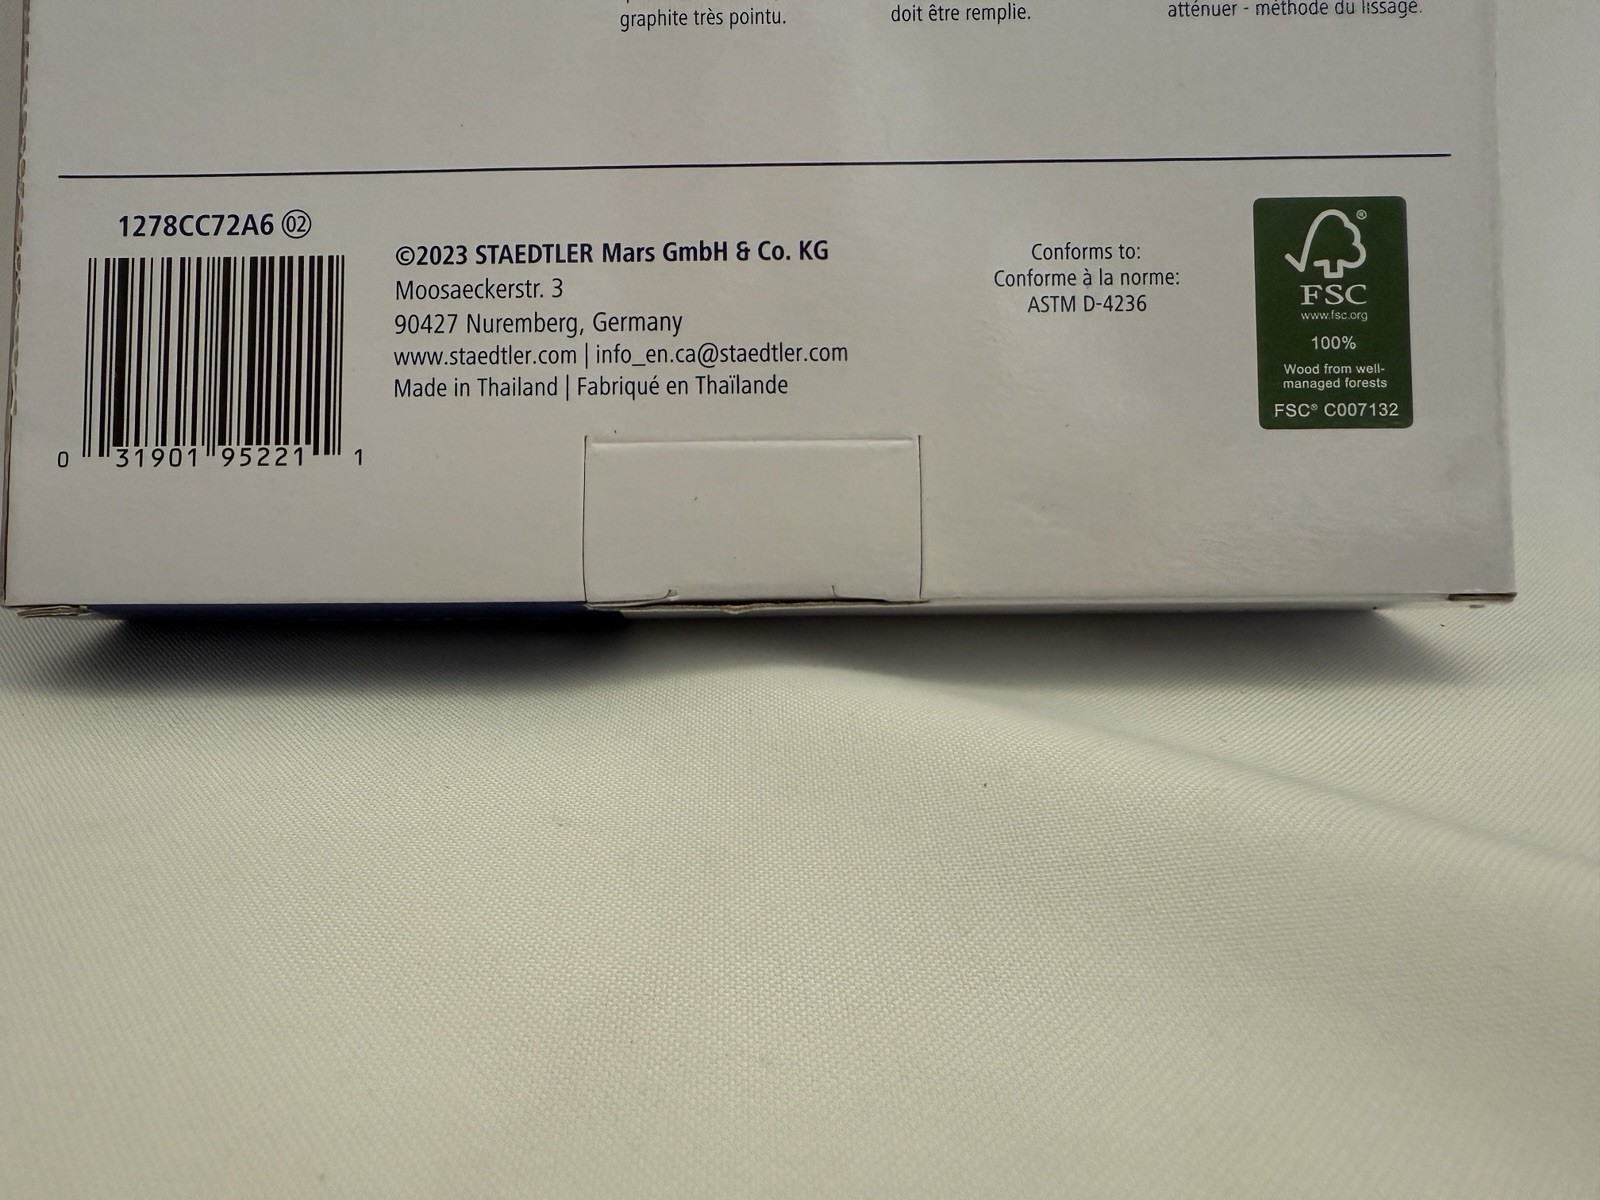 graphite très pointu.
doit être remplie.
atténuer - méthode du lissage.
1278CC72A6 02
0 31901 95221 1
©2023 STAEDTLER Mars GmbH & Co. KG
Moosaeckerstr. 3
90427 Nuremberg, Germany
www.staedtler.com | info_en.ca@staedtler.com
Made in Thailand | Fabriqué en Thaïlande
Conforms to:
Conforme à la norme:
ASTM D-4236
®
FSC
www.fsc.org
100%
Wood from well-
managed forests
FSC® C007132